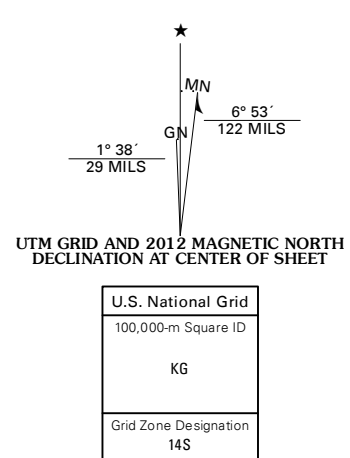 ★
MN
GN
6° 53´
122 MILS
1° 38´
29 MILS
UTM GRID AND 2012 MAGNETIC NORTH
DECLINATION AT CENTER OF SHEET
U.S. National Grid
100,000-m Square ID
KG
Grid Zone Designation
14S